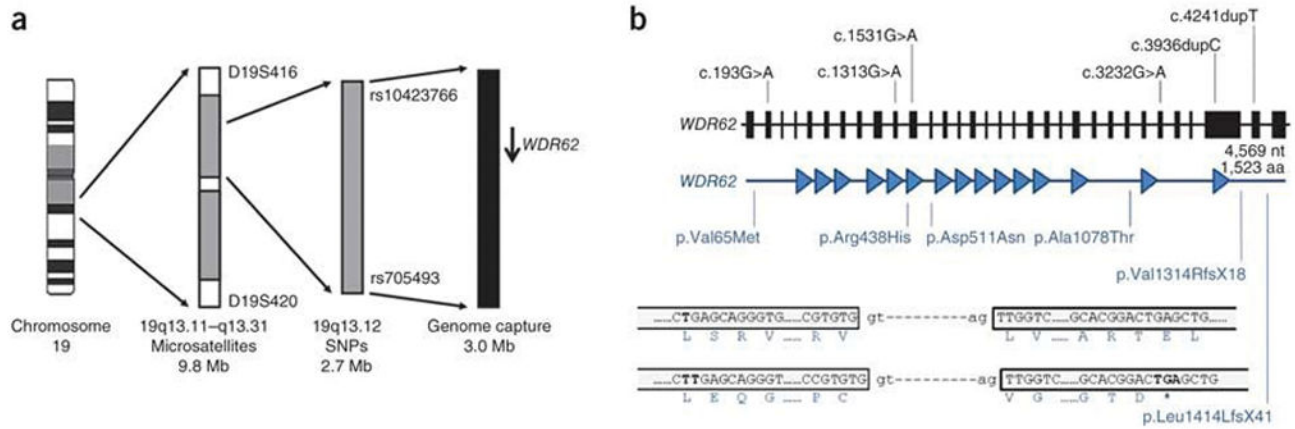 a
D19S416
D19S420
rs10423766
rs705493
WDR62
Chromosome
19
19q13.11–q13.31
Microsatellites
9.8 Mb
19q13.12
SNPs
2.7 Mb
Genome capture
3.0 Mb
b
c.4241dupT
c.1531G>A
c.3936dupC
c.193G>A
c.1313G>A
c.3232G>A
WDR62
4,569 nt
1,523 aa
WDR62
p.Val65Met
p.Arg438His
p.Asp511Asn
p.Ala1078Thr
p.Val1314RfsX18
……CTGAGCAGGGTG……CGTGTG gt---------ag TTGGTC……GCACGGACTGAGCTG……
L S R V …… R V L V …… A R T E L
……CTTGAGCAGGGT……CCGTGTG gt---------ag TTGGTC……GCACGGACTGAGCTG
L E Q G …… P C V G …… G T D *
p.Leu1414LfsX41